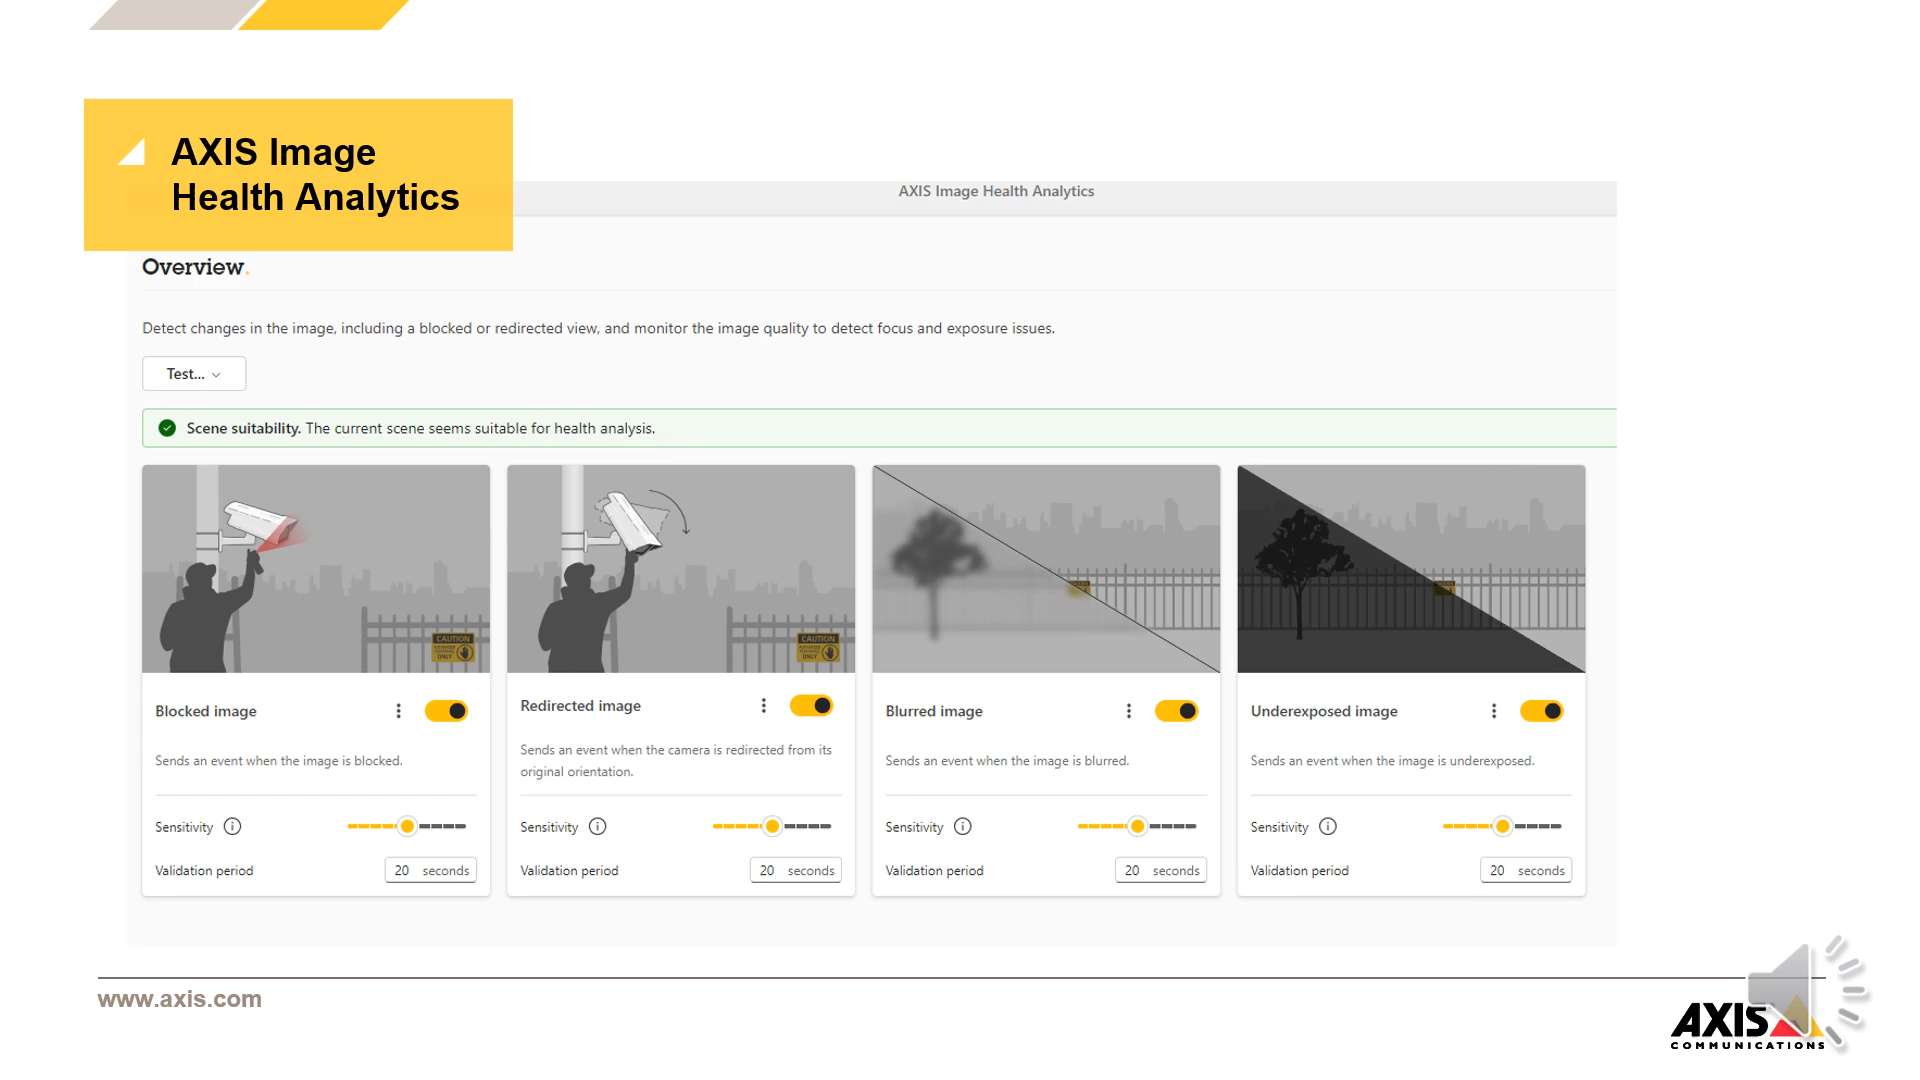 AXIS Image
Health Analytics
AXIS Image Health Analytics
Overview.
Detect changes in the image, including a blocked or redirected view, and monitor the image quality to detect focus and exposure issues.
Test...
Scene suitability. The current scene seems suitable for health analysis.
CAUTION
ONLY
CAUTION
ONLY
Blocked image
Sends an event when the image is blocked.
Sensitivity
Validation period
20 seconds
Redirected image
Sends an event when the camera is redirected from its
original orientation.
Sensitivity
Validation period
20 seconds
Blurred image
Sends an event when the image is blurred.
Sensitivity
Validation period
20 seconds
Underexposed image
Sends an event when the image is underexposed.
Sensitivity
Validation period
20 seconds
www.axis.com
AXIS
COMMUNICATIONS